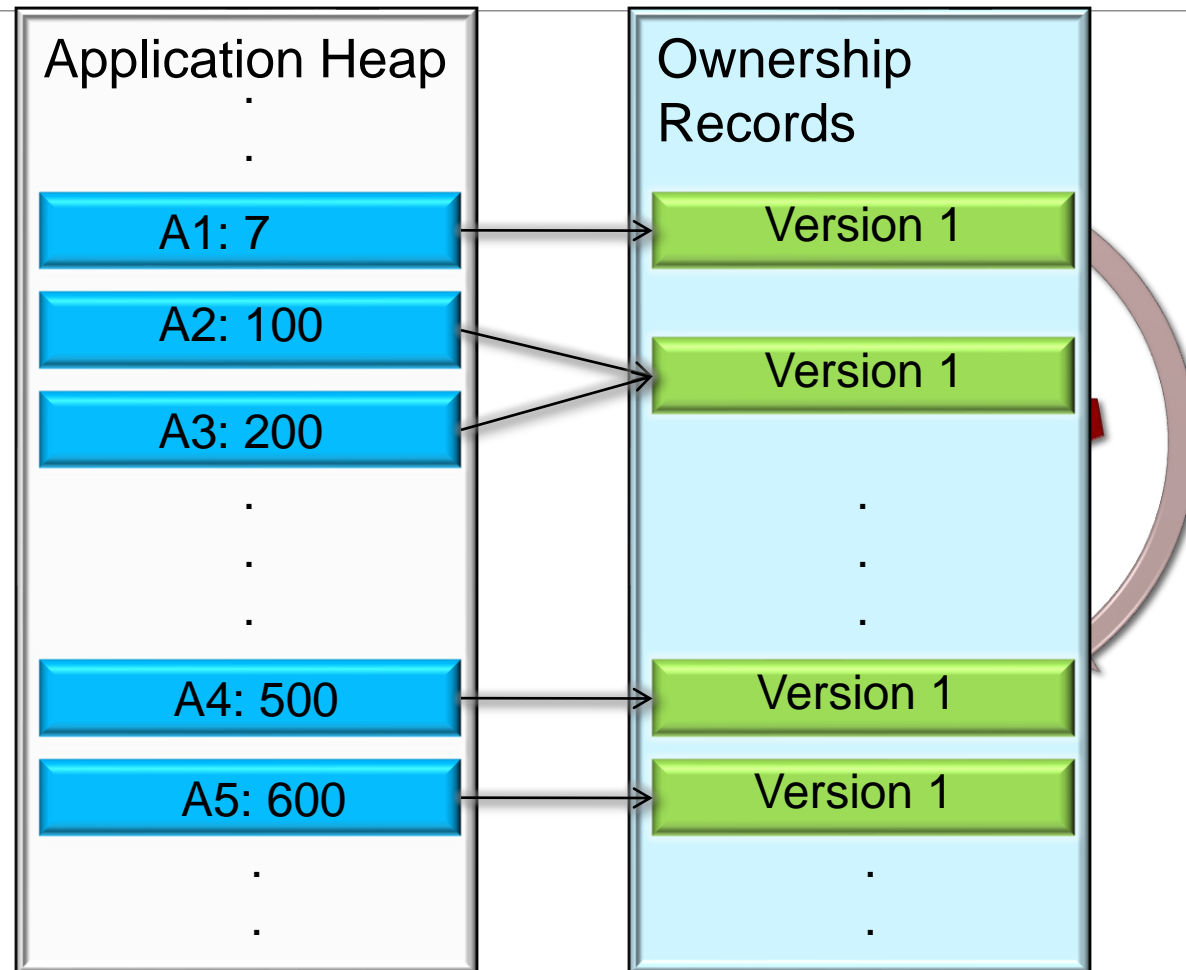 Application Heap
.
.
A1: 7
A2: 100
A3: 200
.
.
.
A4: 500
A5: 600
.
.
Ownership
Records
Version 1
Version 1
.
.
.
Version 1
Version 1
.
.